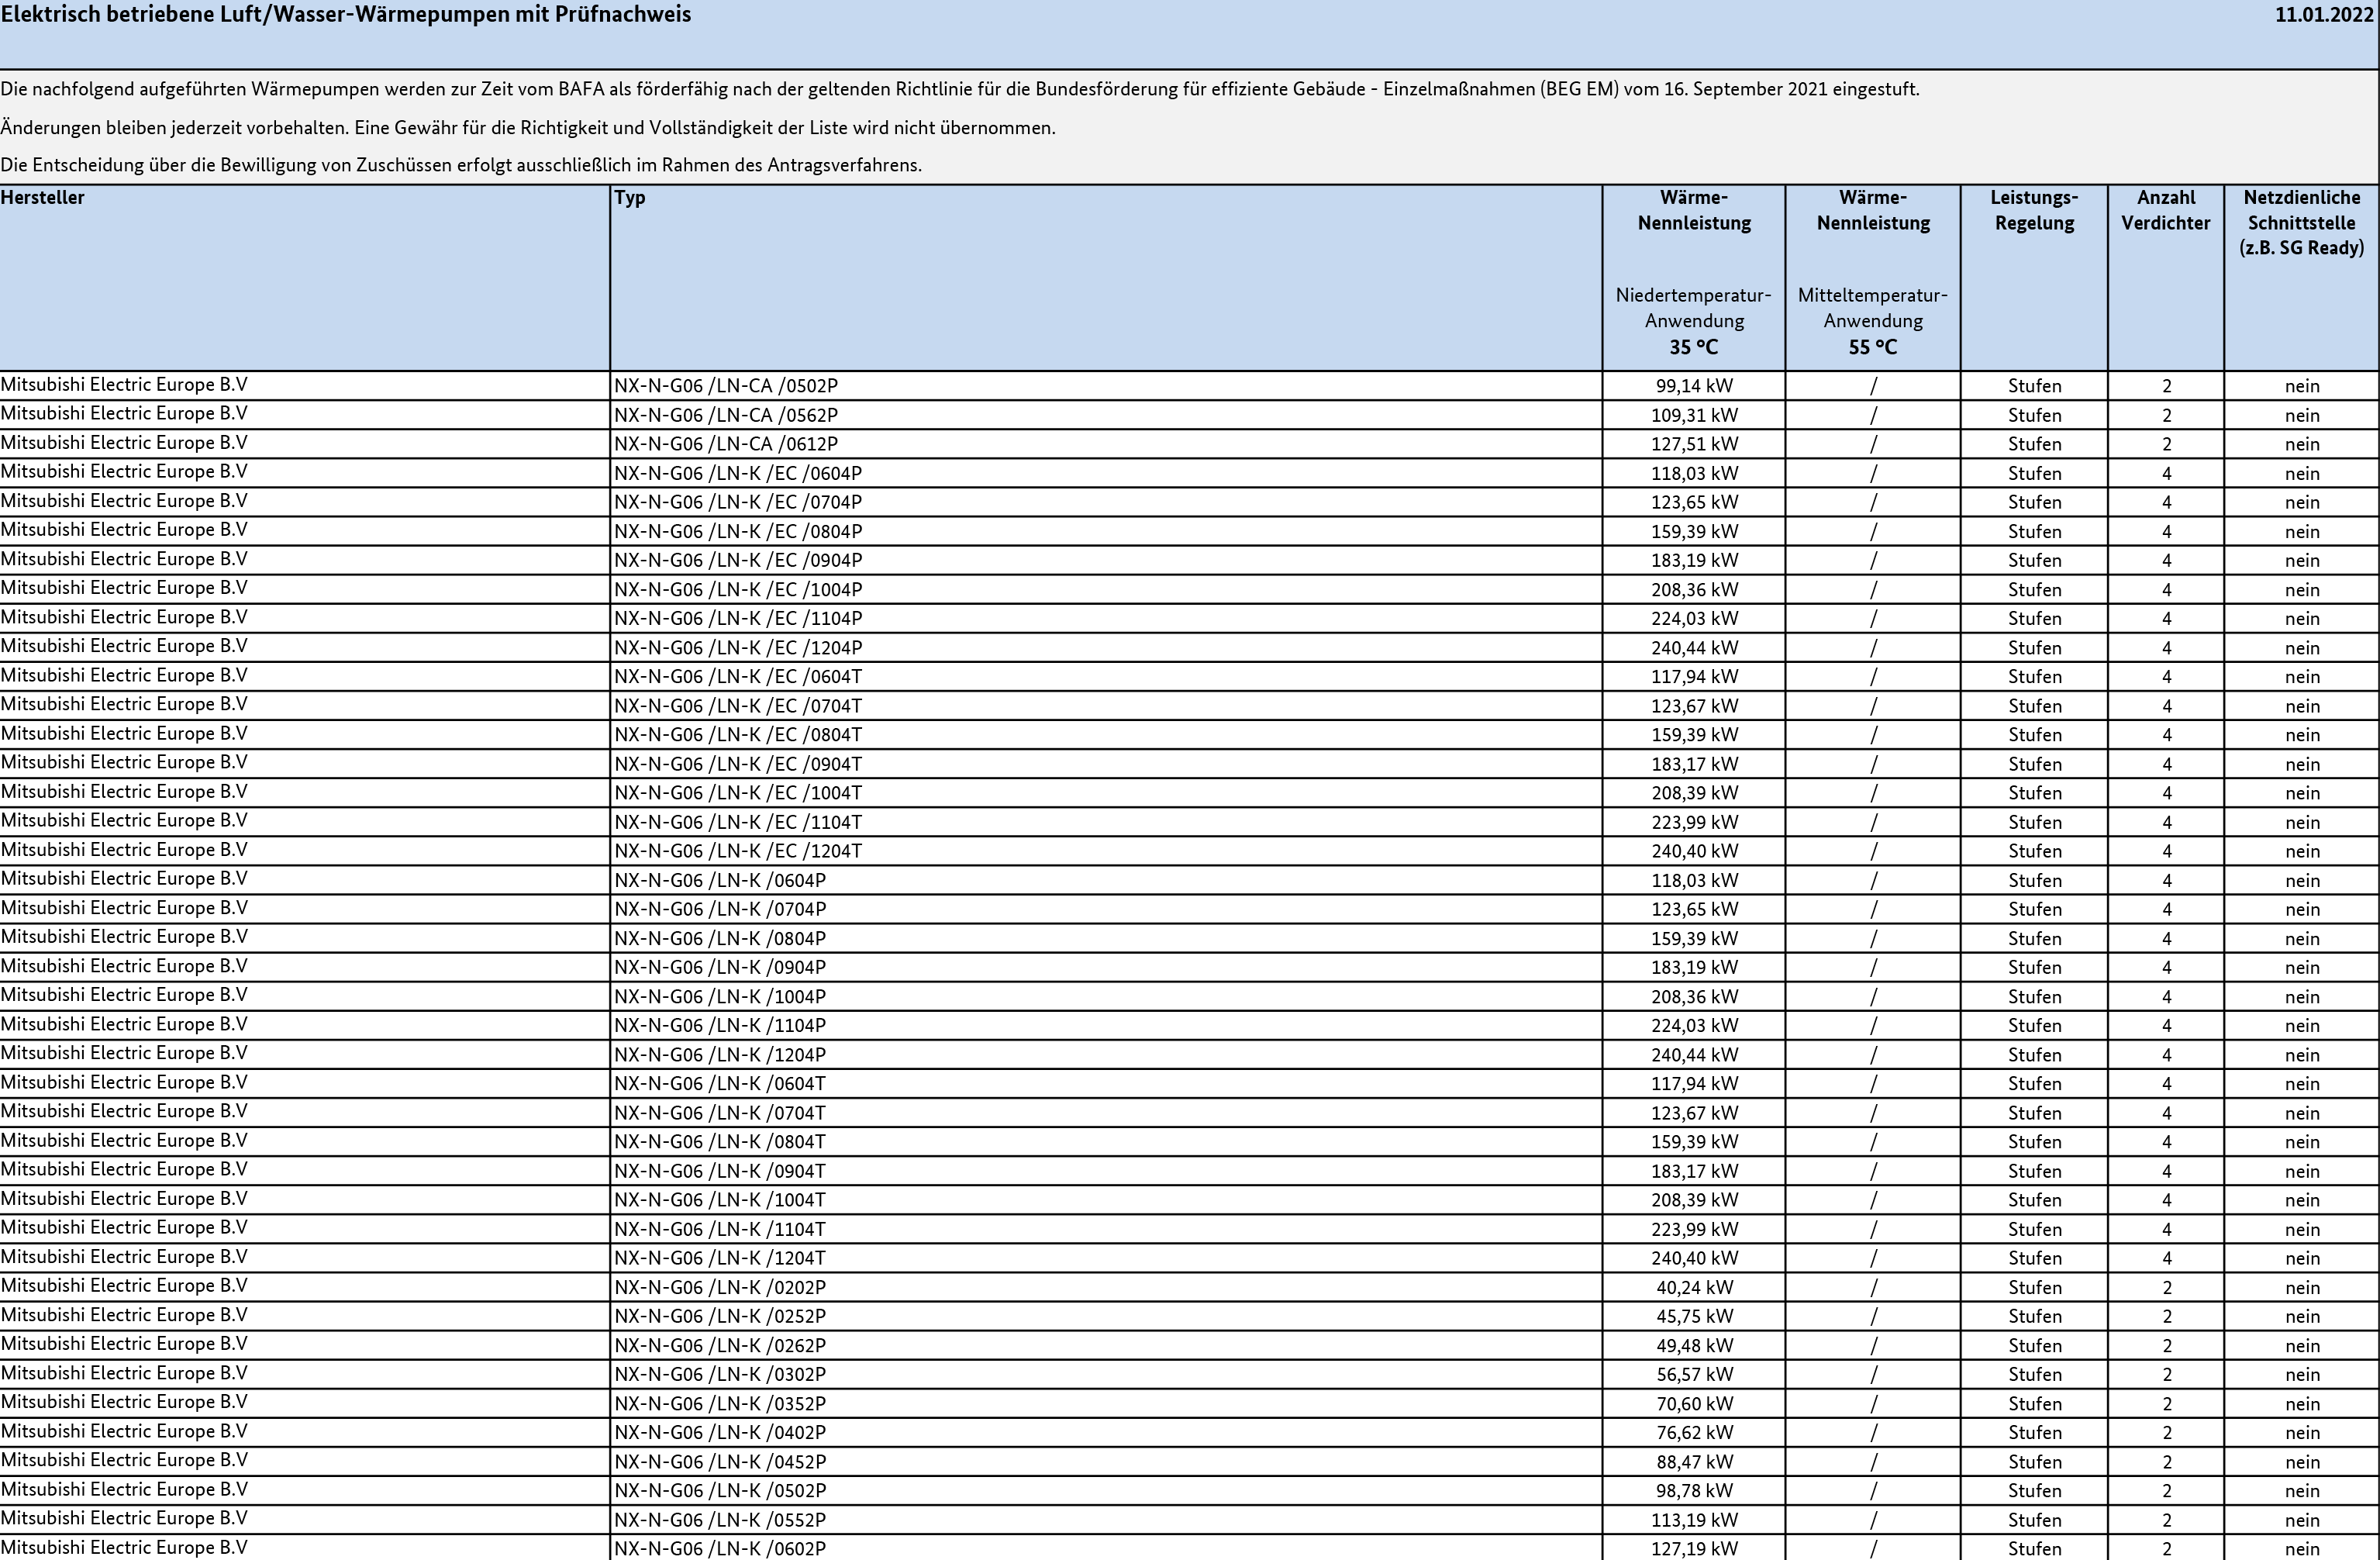 Elektrisch betriebene Luft/Wasser-Wärmepumpen mit Prüfnachweis 11.01.2022
Die nachfolgend aufgeführten Wärmepumpen werden zur Zeit vom BAFA als förderfähig nach der geltenden Richtlinie für die Bundesförderung für effiziente Gebäude - Einzelmaßnahmen (BEG EM) vom 16. September 2021 eingestuft.
Änderungen bleiben jederzeit vorbehalten. Eine Gewähr für die Richtigkeit und Vollständigkeit der Liste wird nicht übernommen.
Die Entscheidung über die Bewilligung von Zuschüssen erfolgt ausschließlich im Rahmen des Antragsverfahrens.
Hersteller Typ Wärme- Wärme- Leistungs- Anzahl Netzdienliche
Nennleistung Nennleistung Regelung Verdichter Schnittstelle
(z.B. SG Ready)
Niedertemperatur- Mitteltemperatur-
Anwendung Anwendung
35 °C 55 °C
Mitsubishi Electric Europe B.V NX-N-G06 /LN-CA /0502P 99,14 kW / Stufen 2 nein
Mitsubishi Electric Europe B.V NX-N-G06 /LN-CA /0562P 109,31 kW / Stufen 2 nein
Mitsubishi Electric Europe B.V NX-N-G06 /LN-CA /0612P 127,51 kW / Stufen 2 nein
Mitsubishi Electric Europe B.V NX-N-G06 /LN-K /EC /0604P 118,03 kW / Stufen 4 nein
Mitsubishi Electric Europe B.V NX-N-G06 /LN-K /EC /0704P 123,65 kW / Stufen 4 nein
Mitsubishi Electric Europe B.V NX-N-G06 /LN-K /EC /0804P 159,39 kW / Stufen 4 nein
Mitsubishi Electric Europe B.V NX-N-G06 /LN-K /EC /0904P 183,19 kW / Stufen 4 nein
Mitsubishi Electric Europe B.V NX-N-G06 /LN-K /EC /1004P 208,36 kW / Stufen 4 nein
Mitsubishi Electric Europe B.V NX-N-G06 /LN-K /EC /1104P 224,03 kW / Stufen 4 nein
Mitsubishi Electric Europe B.V NX-N-G06 /LN-K /EC /1204P 240,44 kW / Stufen 4 nein
Mitsubishi Electric Europe B.V NX-N-G06 /LN-K /EC /0604T 117,94 kW / Stufen 4 nein
Mitsubishi Electric Europe B.V NX-N-G06 /LN-K /EC /0704T 123,67 kW / Stufen 4 nein
Mitsubishi Electric Europe B.V NX-N-G06 /LN-K /EC /0804T 159,39 kW / Stufen 4 nein
Mitsubishi Electric Europe B.V NX-N-G06 /LN-K /EC /0904T 183,17 kW / Stufen 4 nein
Mitsubishi Electric Europe B.V NX-N-G06 /LN-K /EC /1004T 208,39 kW / Stufen 4 nein
Mitsubishi Electric Europe B.V NX-N-G06 /LN-K /EC /1104T 223,99 kW / Stufen 4 nein
Mitsubishi Electric Europe B.V NX-N-G06 /LN-K /EC /1204T 240,40 kW / Stufen 4 nein
Mitsubishi Electric Europe B.V NX-N-G06 /LN-K /0604P 118,03 kW / Stufen 4 nein
Mitsubishi Electric Europe B.V NX-N-G06 /LN-K /0704P 123,65 kW / Stufen 4 nein
Mitsubishi Electric Europe B.V NX-N-G06 /LN-K /0804P 159,39 kW / Stufen 4 nein
Mitsubishi Electric Europe B.V NX-N-G06 /LN-K /0904P 183,19 kW / Stufen 4 nein
Mitsubishi Electric Europe B.V NX-N-G06 /LN-K /1004P 208,36 kW / Stufen 4 nein
Mitsubishi Electric Europe B.V NX-N-G06 /LN-K /1104P 224,03 kW / Stufen 4 nein
Mitsubishi Electric Europe B.V NX-N-G06 /LN-K /1204P 240,44 kW / Stufen 4 nein
Mitsubishi Electric Europe B.V NX-N-G06 /LN-K /0604T 117,94 kW / Stufen 4 nein
Mitsubishi Electric Europe B.V NX-N-G06 /LN-K /0704T 123,67 kW / Stufen 4 nein
Mitsubishi Electric Europe B.V NX-N-G06 /LN-K /0804T 159,39 kW / Stufen 4 nein
Mitsubishi Electric Europe B.V NX-N-G06 /LN-K /0904T 183,17 kW / Stufen 4 nein
Mitsubishi Electric Europe B.V NX-N-G06 /LN-K /1004T 208,39 kW / Stufen 4 nein
Mitsubishi Electric Europe B.V NX-N-G06 /LN-K /1104T 223,99 kW / Stufen 4 nein
Mitsubishi Electric Europe B.V NX-N-G06 /LN-K /1204T 240,40 kW / Stufen 4 nein
Mitsubishi Electric Europe B.V NX-N-G06 /LN-K /0202P 40,24 kW / Stufen 2 nein
Mitsubishi Electric Europe B.V NX-N-G06 /LN-K /0252P 45,75 kW / Stufen 2 nein
Mitsubishi Electric Europe B.V NX-N-G06 /LN-K /0262P 49,48 kW / Stufen 2 nein
Mitsubishi Electric Europe B.V NX-N-G06 /LN-K /0302P 56,57 kW / Stufen 2 nein
Mitsubishi Electric Europe B.V NX-N-G06 /LN-K /0352P 70,60 kW / Stufen 2 nein
Mitsubishi Electric Europe B.V NX-N-G06 /LN-K /0402P 76,62 kW / Stufen 2 nein
Mitsubishi Electric Europe B.V NX-N-G06 /LN-K /0452P 88,47 kW / Stufen 2 nein
Mitsubishi Electric Europe B.V NX-N-G06 /LN-K /0502P 98,78 kW / Stufen 2 nein
Mitsubishi Electric Europe B.V NX-N-G06 /LN-K /0552P 113,19 kW / Stufen 2 nein
Mitsubishi Electric Europe B.V NX-N-G06 /LN-K /0602P 127,19 kW / Stufen 2 nein